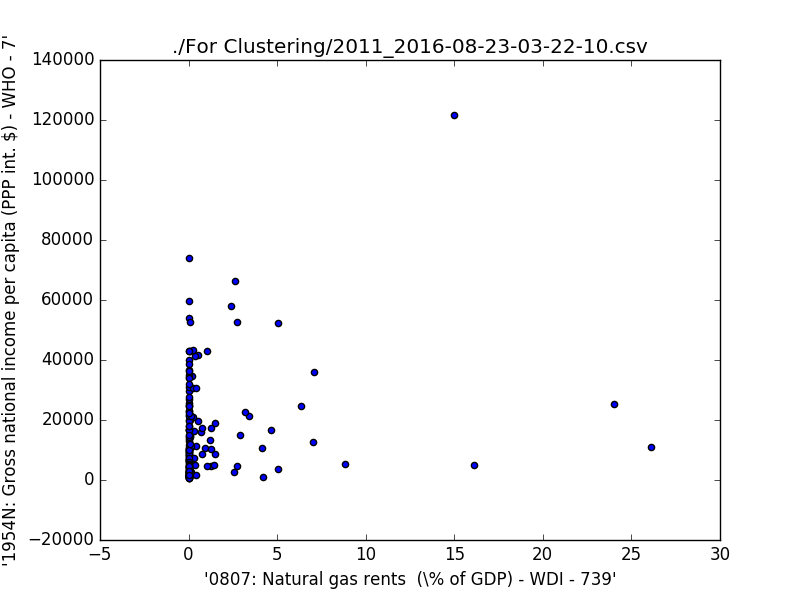 ./For Clustering/2011_2016-08-23-03-22-10.csv
'1954N: Gross national income per capita (PPP int. $) - WHO - 7'
140000
120000
100000
80000
60000
40000
20000
0
−20000
−5 0 5 10 15 20 25 30
'0807: Natural gas rents (\% of GDP) - WDI - 739'